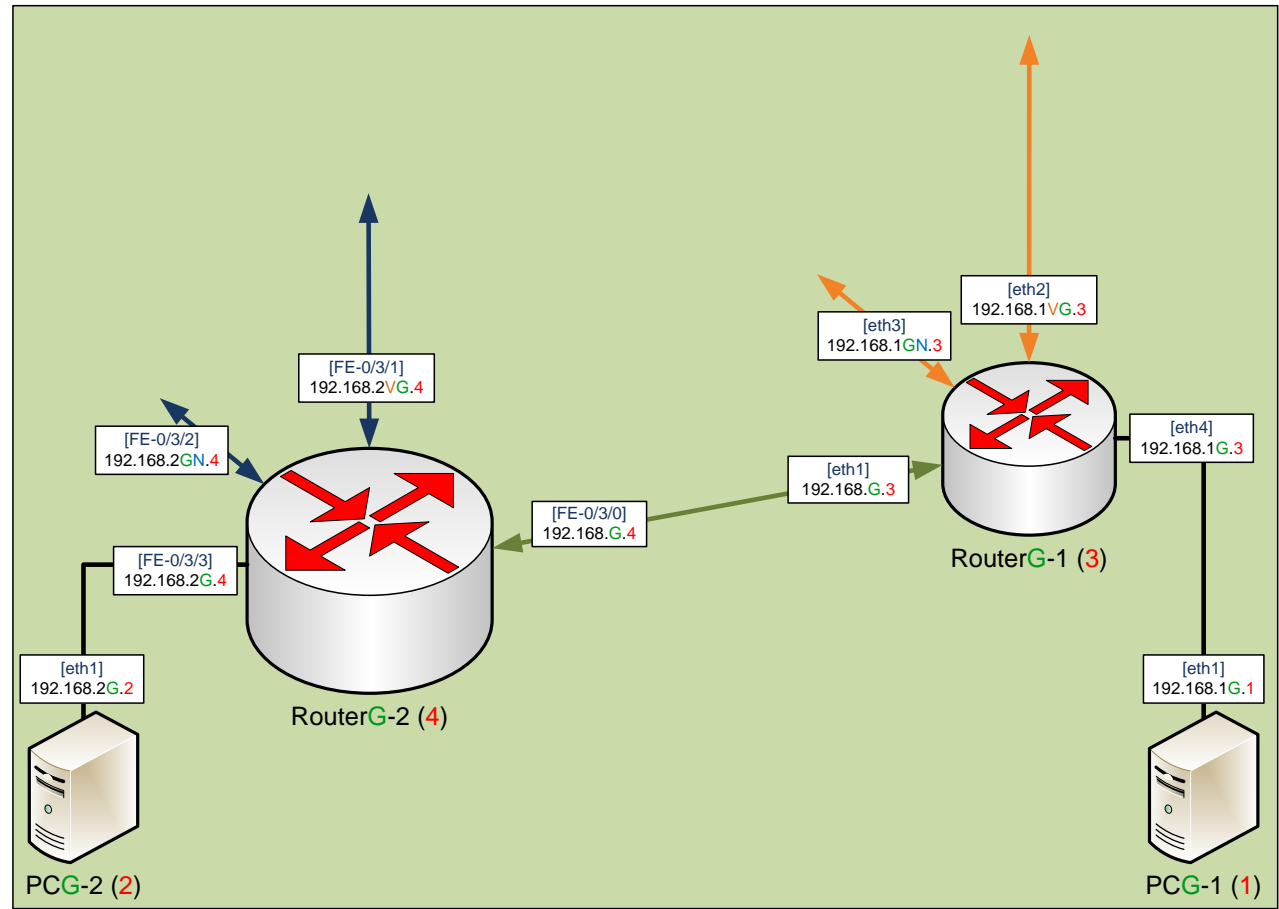 [eth2]
192.168.1VG.3
[eth3]
192.168.1GN.3
[FE-0/3/1]
192.168.2VG.4
[FE-0/3/2]
192.168.2GN.4
[eth4]
192.168.1G.3
[eth1]
192.168.G.3
[FE-0/3/0]
192.168.G.4
[FE-0/3/3]
192.168.2G.4
RouterG-1 (3)
[eth1]
192.168.2G.2
[eth1]
192.168.1G.1
RouterG-2 (4)
PCG-2 (2)
PCG-1 (1)